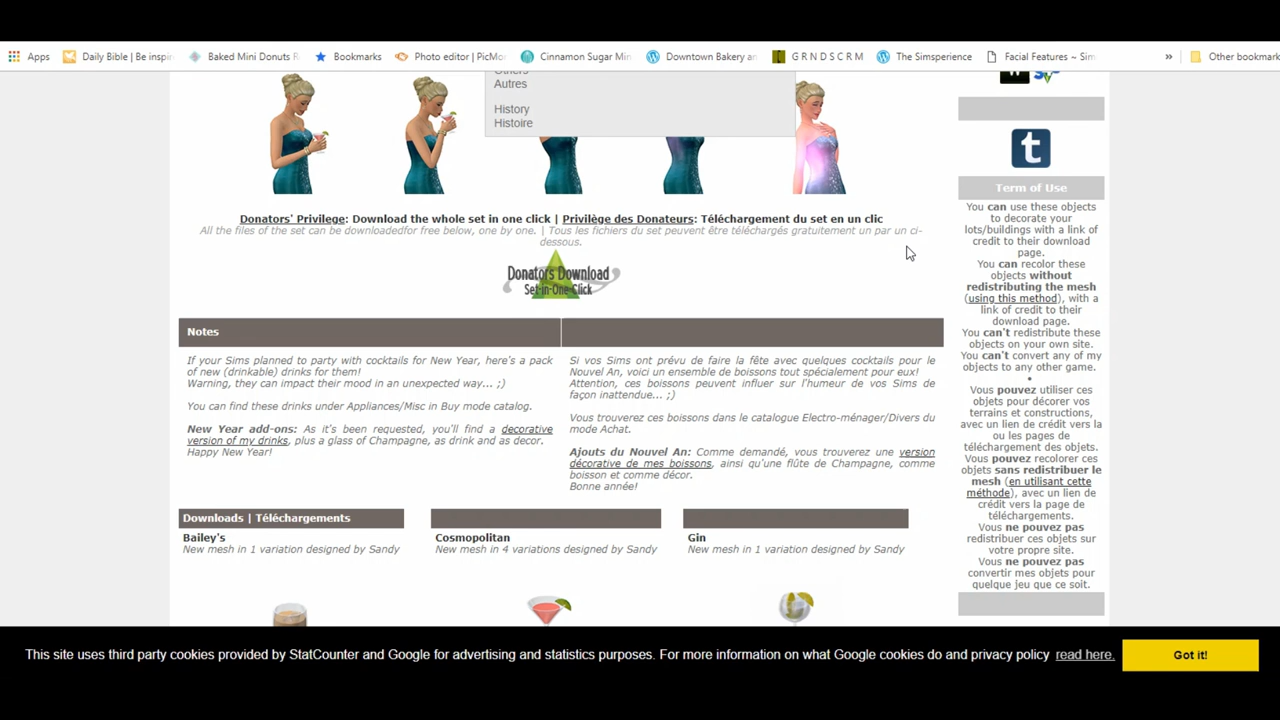 Apps
Daily Bible | Be inspir
Baked Mini Donuts R
Bookmarks
Photo editor | PicMo
Cinnamon Sugar Min
Downtown Bakery an
G R N D S C R M
The Simsperience
Facial Features ~ Sim
»
Other bookmark
Others
Autres
History
Histoire
Donators' Privilege: Download the whole set in one click | Privilège des Donateurs: Téléchargement du set en un clic
All the files of the set can be downloadedfor free below, one by one. | Tous les fichiers du set peuvent être téléchargés gratuitement un par un ci-
dessous.
Donators Download
Set-in-One-Click
Notes
If your Sims planned to party with cocktails for New Year, here's a pack
of new (drinkable) drinks for them!
Warning, they can impact their mood in an unexpected way... ;)
You can find these drinks under Appliances/Misc in Buy mode catalog.
New Year add-ons: As it's been requested, you'll find a decorative
version of my drinks, plus a glass of Champagne, as drink and as decor.
Happy New Year!
Si vos Sims ont prévu de faire la fête avec quelques cocktails pour le
Nouvel An, voici un ensemble de boissons tout spécialement pour eux!
Attention, ces boissons peuvent influer sur l'humeur de vos Sims de
façon inattendue... ;)
Vous trouverez ces boissons dans le catalogue Electro-ménager/Divers du
mode Achat.
Ajouts du Nouvel An: Comme demandé, vous trouverez une version
décorative de mes boissons, ainsi qu'une flûte de Champagne, comme
boisson et comme décor.
Bonne année!
Downloads | Téléchargements
Bailey's
New mesh in 1 variation designed by Sandy
Cosmopolitan
New mesh in 4 variations designed by Sandy
Gin
New mesh in 1 variation designed by Sandy
t
Term of Use
You can use these objects
to decorate your
lots/buildings with a link of
credit to their download
page.
You can recolor these
objects without
redistributing the mesh
(using this method), with a
link of credit to their
download page.
You can't redistribute these
objects on your own site.
You can't convert any of my
objects to any other game.
•
Vous pouvez utiliser ces
objets pour décorer vos
terrains et constructions,
avec un lien de crédit vers la
ou les pages de
téléchargement des objets.
Vous pouvez recolorer ces
objets sans redistribuer le
mesh (en utilisant cette
méthode), avec un lien de
crédit vers la page de
téléchargements.
Vous ne pouvez pas
redistribuer ces objets sur
votre propre site.
Vous ne pouvez pas
convertir mes objets pour
quelque jeu que ce soit.
This site uses third party cookies provided by StatCounter and Google for advertising and statistics purposes. For more information on what Google cookies do and privacy policy read here.
Got it!